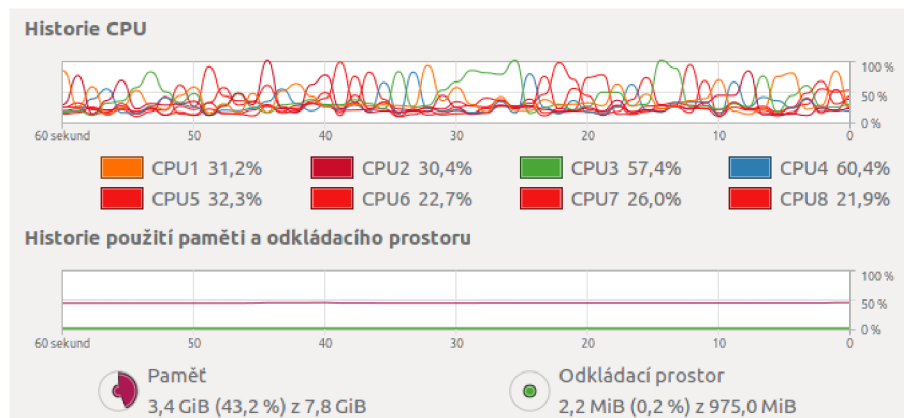 Historie CPU
100 %
50 %
0 %
60 sekund 50 40 30 20 10 0
CPU1 31,2% CPU2 30,4% CPU3 57,4% CPU4 60,4%
CPU5 32,3% CPU6 22,7% CPU7 26,0% CPU8 21,9%
Historie použití paměti a odkládacího prostoru
100 %
50 %
0 %
60 sekund 50 40 30 20 10 0
Paměť Odkládací prostor
3,4 GiB (43,2 %) z 7,8 GiB 2,2 MiB (0,2 %) z 975,0 MiB